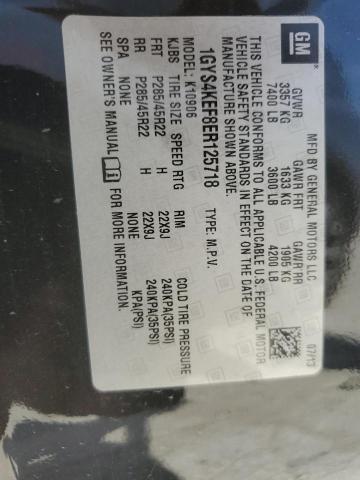 GM
MFD BY GENERAL MOTORS LLC
07/13
GVWR GAWR FRT GAWR RR
3357 KG 1633 KG 1905 KG
7400 LB 3600 LB 4200 LB
THIS VEHICLE CONFORMS TO ALL APPLICABLE U.S. FEDERAL MOTOR
VEHICLE SAFETY STANDARDS IN EFFECT ON THE DATE OF
MANUFACTURE SHOWN ABOVE.
1GYS4KEF8ER125718 TYPE: M.P.V.
MODEL: K10906
KJBS TIRE SIZE SPEED RTG RIM COLD TIRE PRESSURE
FRT P285/45R22 H 22X9J 240KPA(35PSI)
RR P285/45R22 H 22X9J 240KPA(35PSI)
SPA NONE NONE KPA(PSI)
SEE OWNER'S MANUAL i FOR MORE INFORMATION.